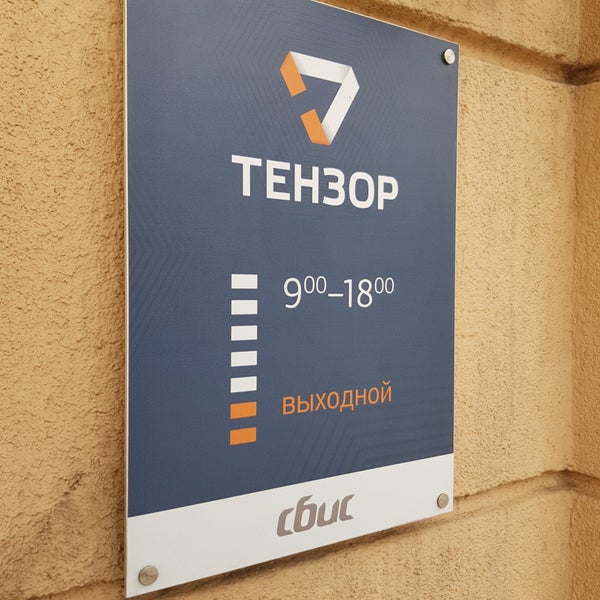 ТЕНЗОР
9⁰⁰–18⁰⁰
выходной
сбис